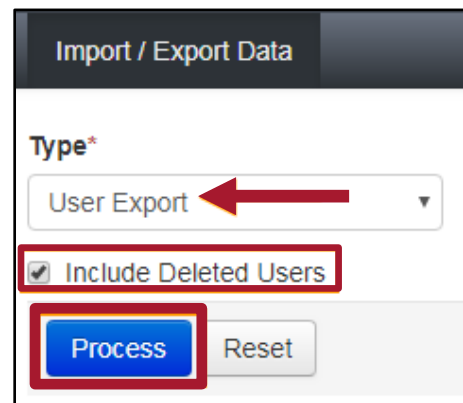 Import / Export Data
Type*
User Export
Include Deleted Users
Process Reset